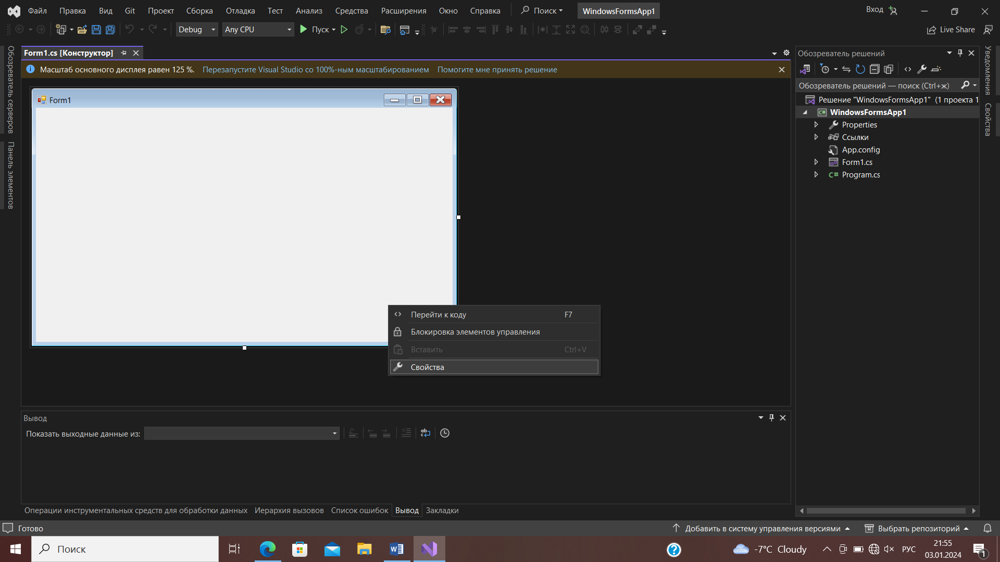 Файл Правка Вид Git Проект Сборка Отладка Тест Анализ Средства Расширения Окно Справка Поиск WindowsFormsApp1 Вход
Debug Any CPU Пуск Live Share
Обозреватель серверов
Панель элементов
Form1.cs [Конструктор]
Масштаб основного дисплея равен 125 %. Перезапустите Visual Studio со 100%-ным масштабированием Помогите мне принять решение
Form1
Перейти к коду F7
Блокировка элементов управления
Вставить Ctrl+V
Свойства
Вывод
Показать выходные данные из:
Операции инструментальных средств для обработки данных Иерархия вызовов Список ошибок Вывод Закладки
Обозреватель решений
Обозреватель решений — поиск (Ctrl+ж)
Решение "WindowsFormsApp1" (1 проекта 1
C# WindowsFormsApp1
Properties
Ссылки
App.config
Form1.cs
C# Program.cs
Уведомления
Свойства
Готово Добавить в систему управления версиями Выбрать репозиторий
Поиск -7°C Cloudy РУС 21:55
03.01.2024 1